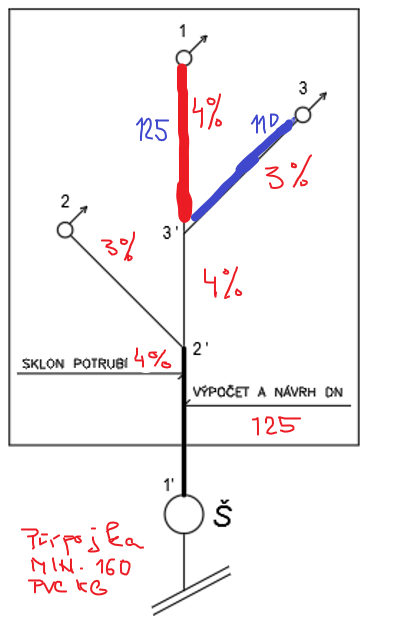 1
3
125
4%
110
3%
2
3%
3'
4%
2'
SKLON POTRUBÍ 4%
VÝPOČET A NÁVRH DN
125
1'
Š
Přípojka
MIN. 160
PVC KG